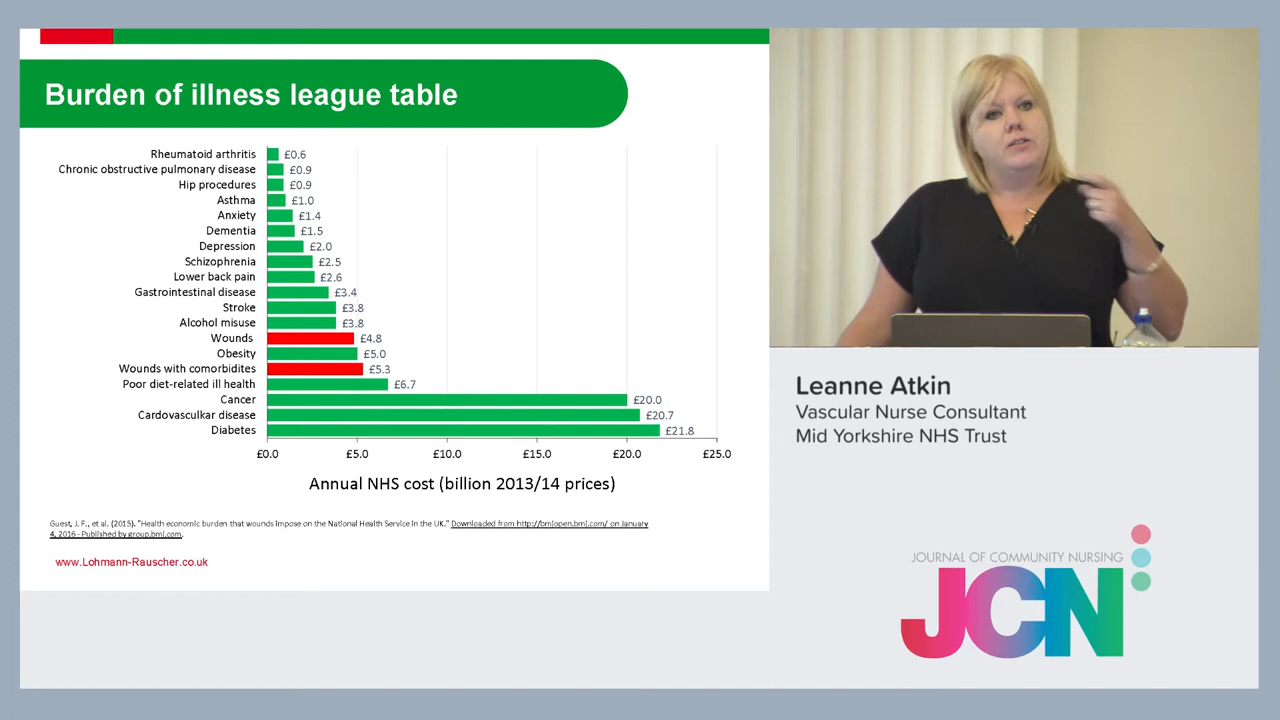 Burden of illness league table
Rheumatoid arthritis £0.6
Chronic obstructive pulmonary disease £0.9
Hip procedures £0.9
Asthma £1.0
Anxiety £1.4
Dementia £1.5
Depression £2.0
Schizophrenia £2.5
Lower back pain £2.6
Gastrointestinal disease £3.4
Stroke £3.8
Alcohol misuse £3.8
Wounds £4.8
Obesity £5.0
Wounds with comorbidites £5.3
Poor diet-related ill health £6.7
Cancer £20.0
Cardovasculkar disease £20.7
Diabetes £21.8
£0.0 £5.0 £10.0 £15.0 £20.0 £25.0
Annual NHS cost (billion 2013/14 prices)
Guest, J. F., et al. (2015). "Health economic burden that wounds impose on the National Health Service in the UK." Downloaded from http://bmjopen.bmj.com/ on January
4, 2016 - Published by group.bmj.com.
www.Lohmann-Rauscher.co.uk
Leanne Atkin
Vascular Nurse Consultant
Mid Yorkshire NHS Trust
JOURNAL OF COMMUNITY NURSING
JCN